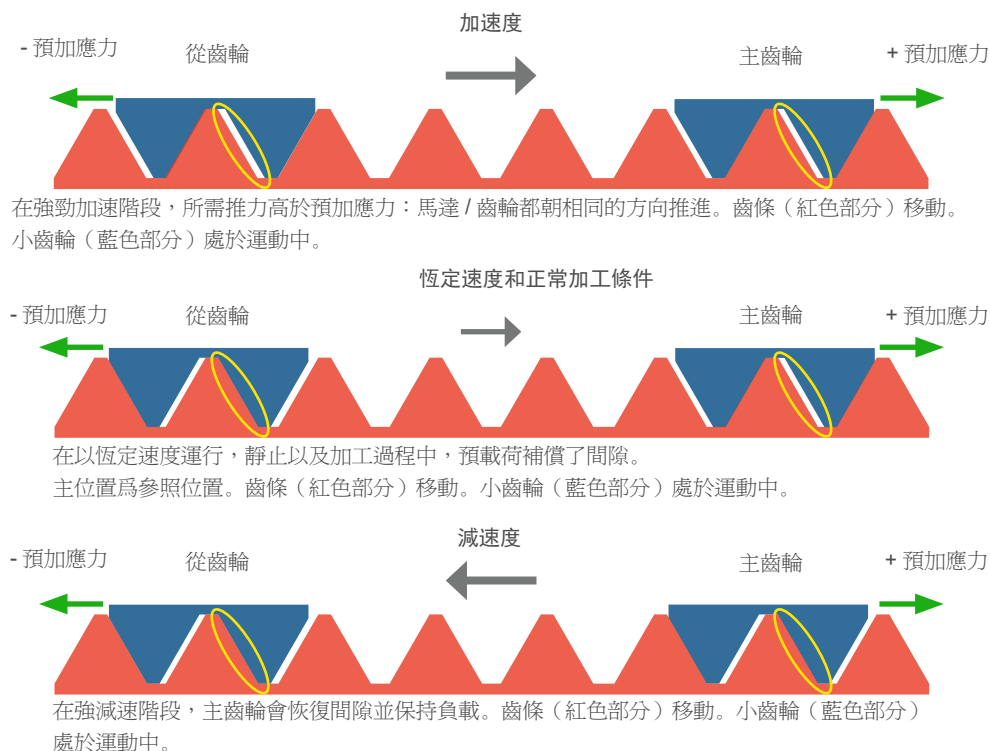 加速度
- 預加應力
從齒輪
主齒輪
+ 預加應力
在強勁加速階段，所需推力高於預加應力：馬達 / 齒輪都朝相同的方向推進。齒條（紅色部分）移動。
小齒輪（藍色部分）處於運動中。
恆定速度和正常加工條件
- 預加應力
從齒輪
主齒輪
+ 預加應力
在以恆定速度運行，靜止以及加工過程中，預載荷補償了間隙。
主位置爲參照位置。齒條（紅色部分）移動。小齒輪（藍色部分）處於運動中。
減速度
- 預加應力
從齒輪
主齒輪
+ 預加應力
在強減速階段，主齒輪會恢復間隙並保持負載。齒條（紅色部分）移動。小齒輪（藍色部分）
處於運動中。